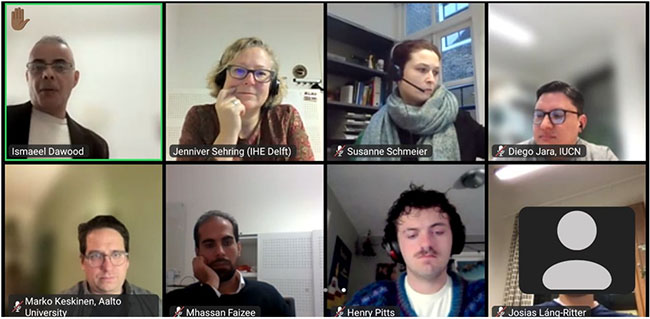 Ismaeel Dawood
Jenniver Sehring (IHE Delft)
Susanne Schmeier
Diego Jara, IUCN
Marko Keskinen, Aalto
University
Mhassan Faizee
Henry Pitts
Josias Láng-Ritter